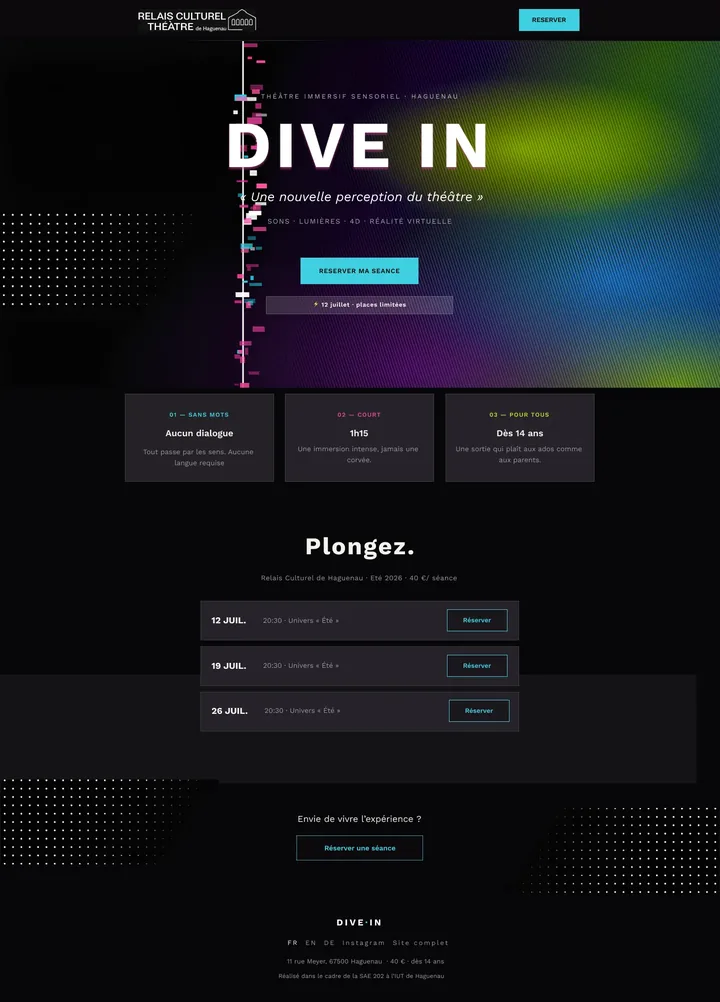 RELAIS CULTUREL
THÉÂTRE de Haguenau
RESERVER
THÉÂTRE IMMERSIF SENSORIEL · HAGUENAU
DIVE IN
« Une nouvelle perception du théâtre »
SONS · LUMIÈRES · 4D · RÉALITÉ VIRTUELLE
RESERVER MA SEANCE
⚡ 12 juillet · places limitées
01 — SANS MOTS
Aucun dialogue
Tout passe par les sens. Aucune
langue requise
02 — COURT
1h15
Une immersion intense, jamais une
corvée.
03 — POUR TOUS
Dès 14 ans
Une sortie qui plaît aux ados comme
aux parents.
Plongez.
Relais Culturel de Haguenau · Eté 2026 · 40 €/ séance
12 JUIL. 20:30 · Univers « Été » Réserver
19 JUIL. 20:30 · Univers « Été » Réserver
26 JUIL. 20:30 · Univers « Été » Réserver
Envie de vivre l'expérience ?
Réserver une séance
DIVE·IN
FR EN DE Instagram Site complet
11 rue Meyer, 67500 Haguenau · 40 € · dès 14 ans
Réalisé dans le cadre de la SAE 202 à l'IUT de Haguenau